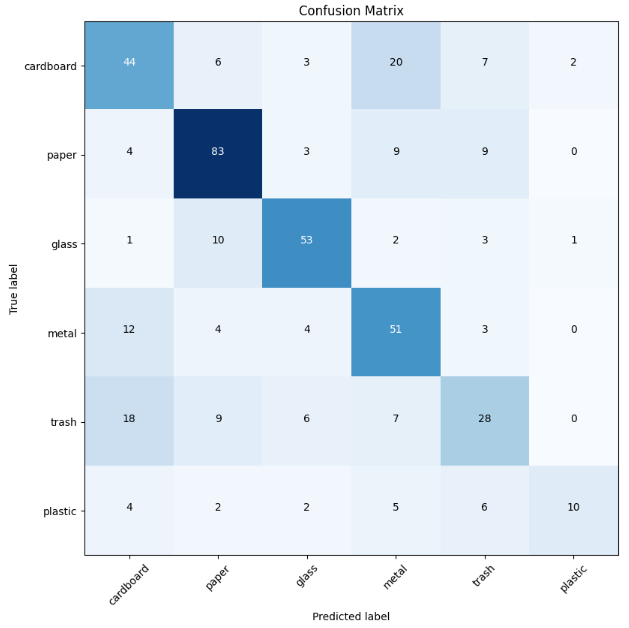 Confusion Matrix
cardboard 44 6 3 20 7 2
paper 4 83 3 9 9 0
glass 1 10 53 2 3 1
metal 12 4 4 51 3 0
trash 18 9 6 7 28 0
plastic 4 2 2 5 6 10
True label
cardboard paper glass metal trash plastic
Predicted label